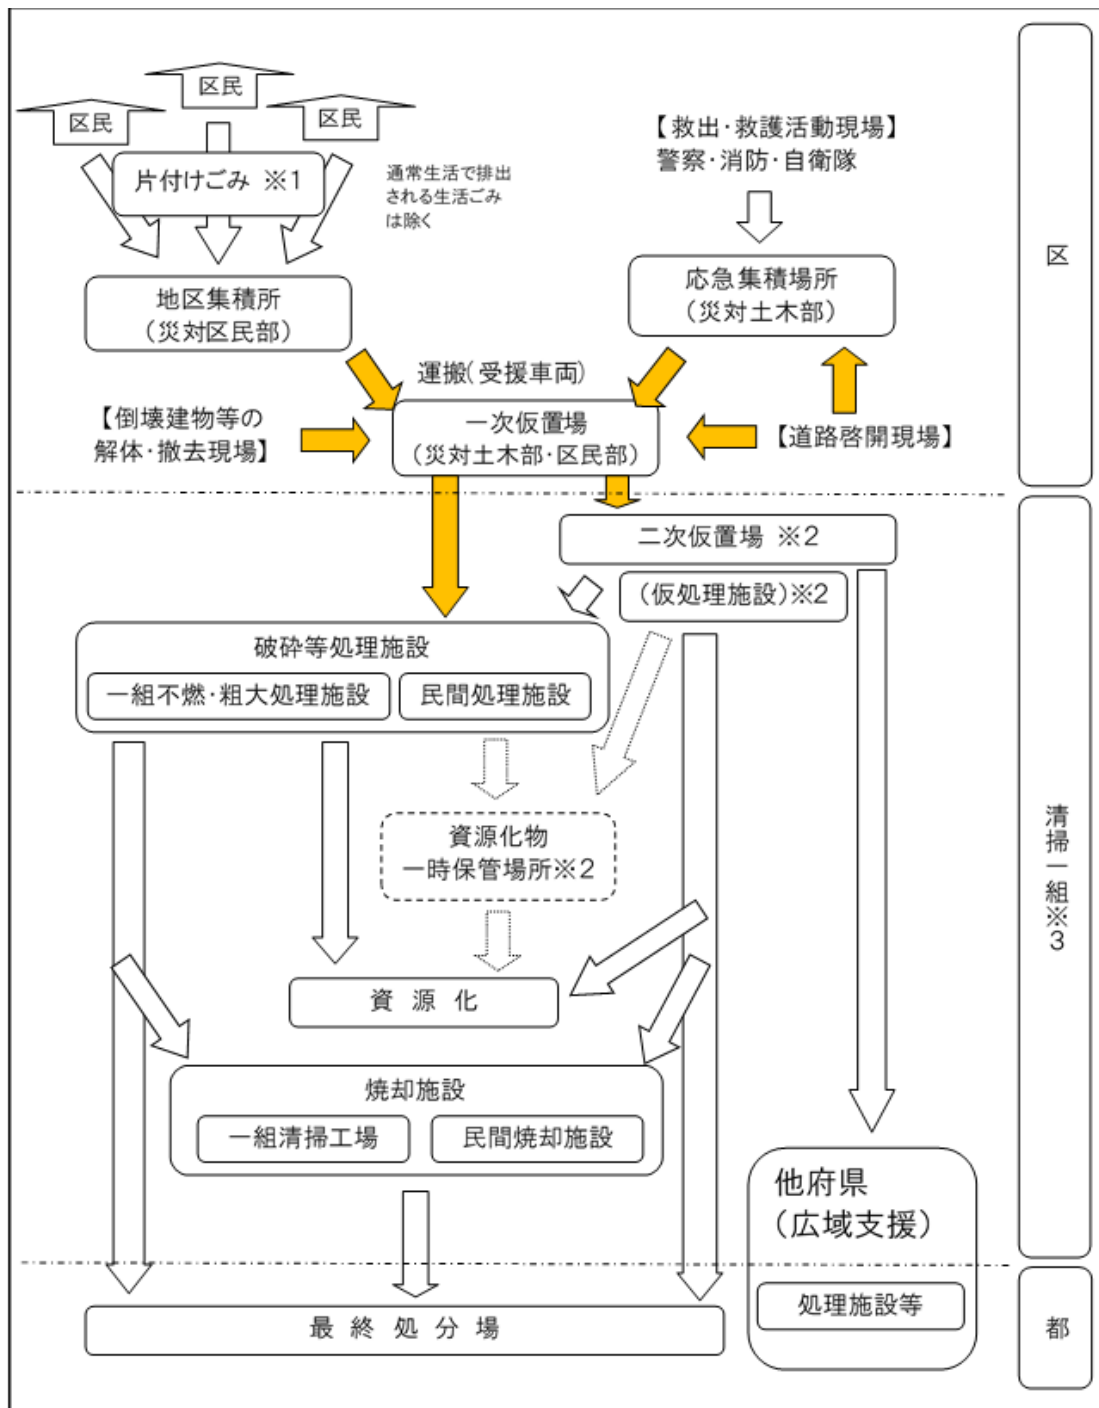 区民
区民
区民
片付けごみ ※1
通常生活で排出
される生活ごみ
は除く
【救出・救護活動現場】
警察・消防・自衛隊
地区集積所
(災対区民部)
応急集積場所
(災対土木部)
運搬(受援車両)
【倒壊建物等の
解体・撤去現場】
一次仮置場
(災対土木部・区民部)
【道路啓開現場】
区
二次仮置場 ※2
(仮処理施設)※2
破砕等処理施設
一組不燃・粗大処理施設
民間処理施設
資源化物
一時保管場所※2
資 源 化
焼却施設
一組清掃工場
民間焼却施設
他府県
(広域支援)
処理施設等
清掃一組※3
最 終 処 分 場
都